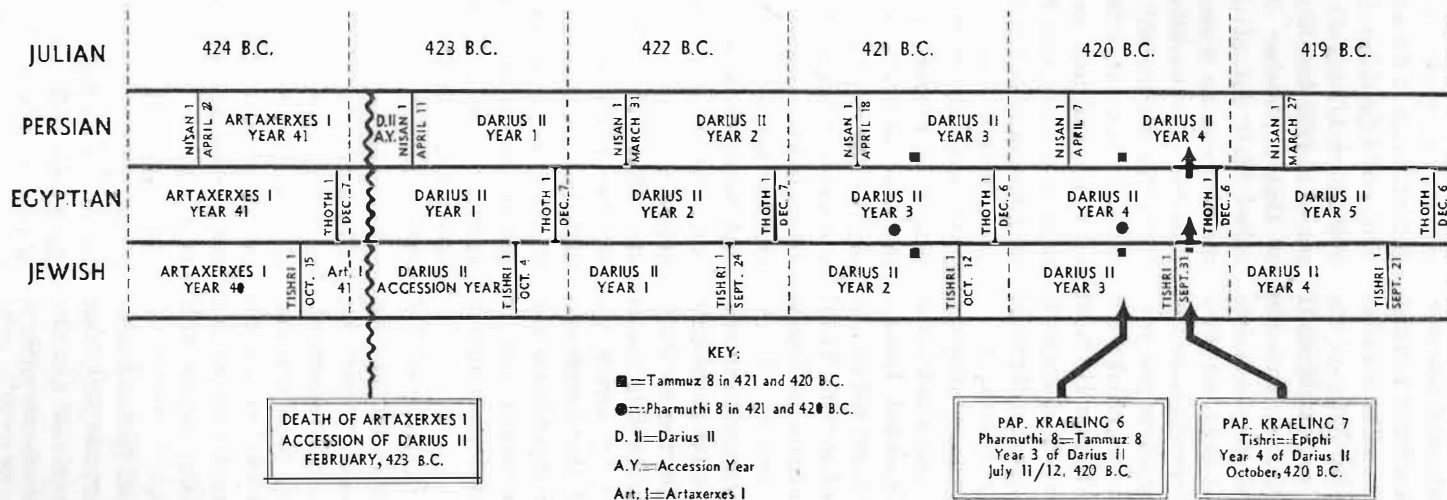 JULIAN 424 B.C. 423 B.C. 422 B.C. 421 B.C. 420 B.C. 419 B.C.
PERSIAN
NISAN 1
APRIL 22
ARTAXERXES I
YEAR 41
D.II
A.Y.
NISAN 1
APRIL 11
DARIUS II
YEAR 1
NISAN 1
MARCH 31
DARIUS II
YEAR 2
NISAN 1
APRIL 18
DARIUS II
YEAR 3
NISAN 1
APRIL 7
DARIUS II
YEAR 4
NISAN 1
MARCH 27
EGYPTIAN
ARTAXERXES I
YEAR 41
THOTH 1
DEC. 7
DARIUS II
YEAR 1
THOTH 1
DEC. 7
DARIUS II
YEAR 2
THOTH 1
DEC. 7
DARIUS II
YEAR 3
THOTH 1
DEC. 6
DARIUS II
YEAR 4
THOTH 1
DEC. 6
DARIUS II
YEAR 5
THOTH 1
DEC. 6
JEWISH
ARTAXERXES I
YEAR 40
TISHRI 1
OCT. 15
Art. I
41
DARIUS II
ACCESSION YEAR
TISHRI 1
OCT. 4
DARIUS II
YEAR 1
TISHRI 1
SEPT. 24
DARIUS II
YEAR 2
TISHRI 1
OCT. 12
DARIUS II
YEAR 3
TISHRI 1
SEPT. 31
DARIUS II
YEAR 4
TISHRI 1
SEPT. 21
DEATH OF ARTAXERXES I
ACCESSION OF DARIUS II
FEBRUARY, 423 B.C.
KEY:
■=Tammuz 8 in 421 and 420 B.C.
●=Pharmuthi 8 in 421 and 420 B.C.
D. II=Darius II
A.Y.=Accession Year
Art. I=Artaxerxes I
PAP. KRAELING 6
Pharmuthi 8=Tammuz 8
Year 3 of Darius II
July 11/12, 420 B.C.
PAP. KRAELING 7
Tishri=Epiphi
Year 4 of Darius II
October, 420 B.C.